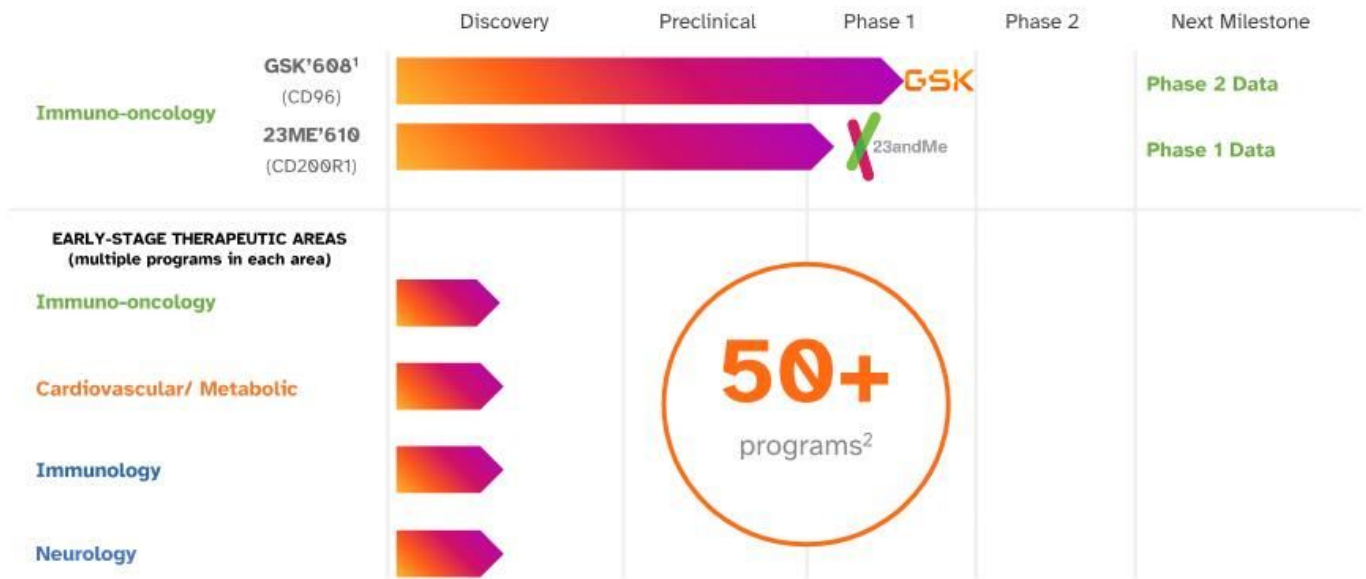 Discovery Preclinical Phase 1 Phase 2 Next Milestone
GSK'608¹
(CD96)
GSK
Phase 2 Data
Immuno-oncology
23ME'610
(CD200R1)
23andMe
Phase 1 Data
EARLY-STAGE THERAPEUTIC AREAS
(multiple programs in each area)
Immuno-oncology
Cardiovascular/ Metabolic
Immunology
Neurology
50+
programs²